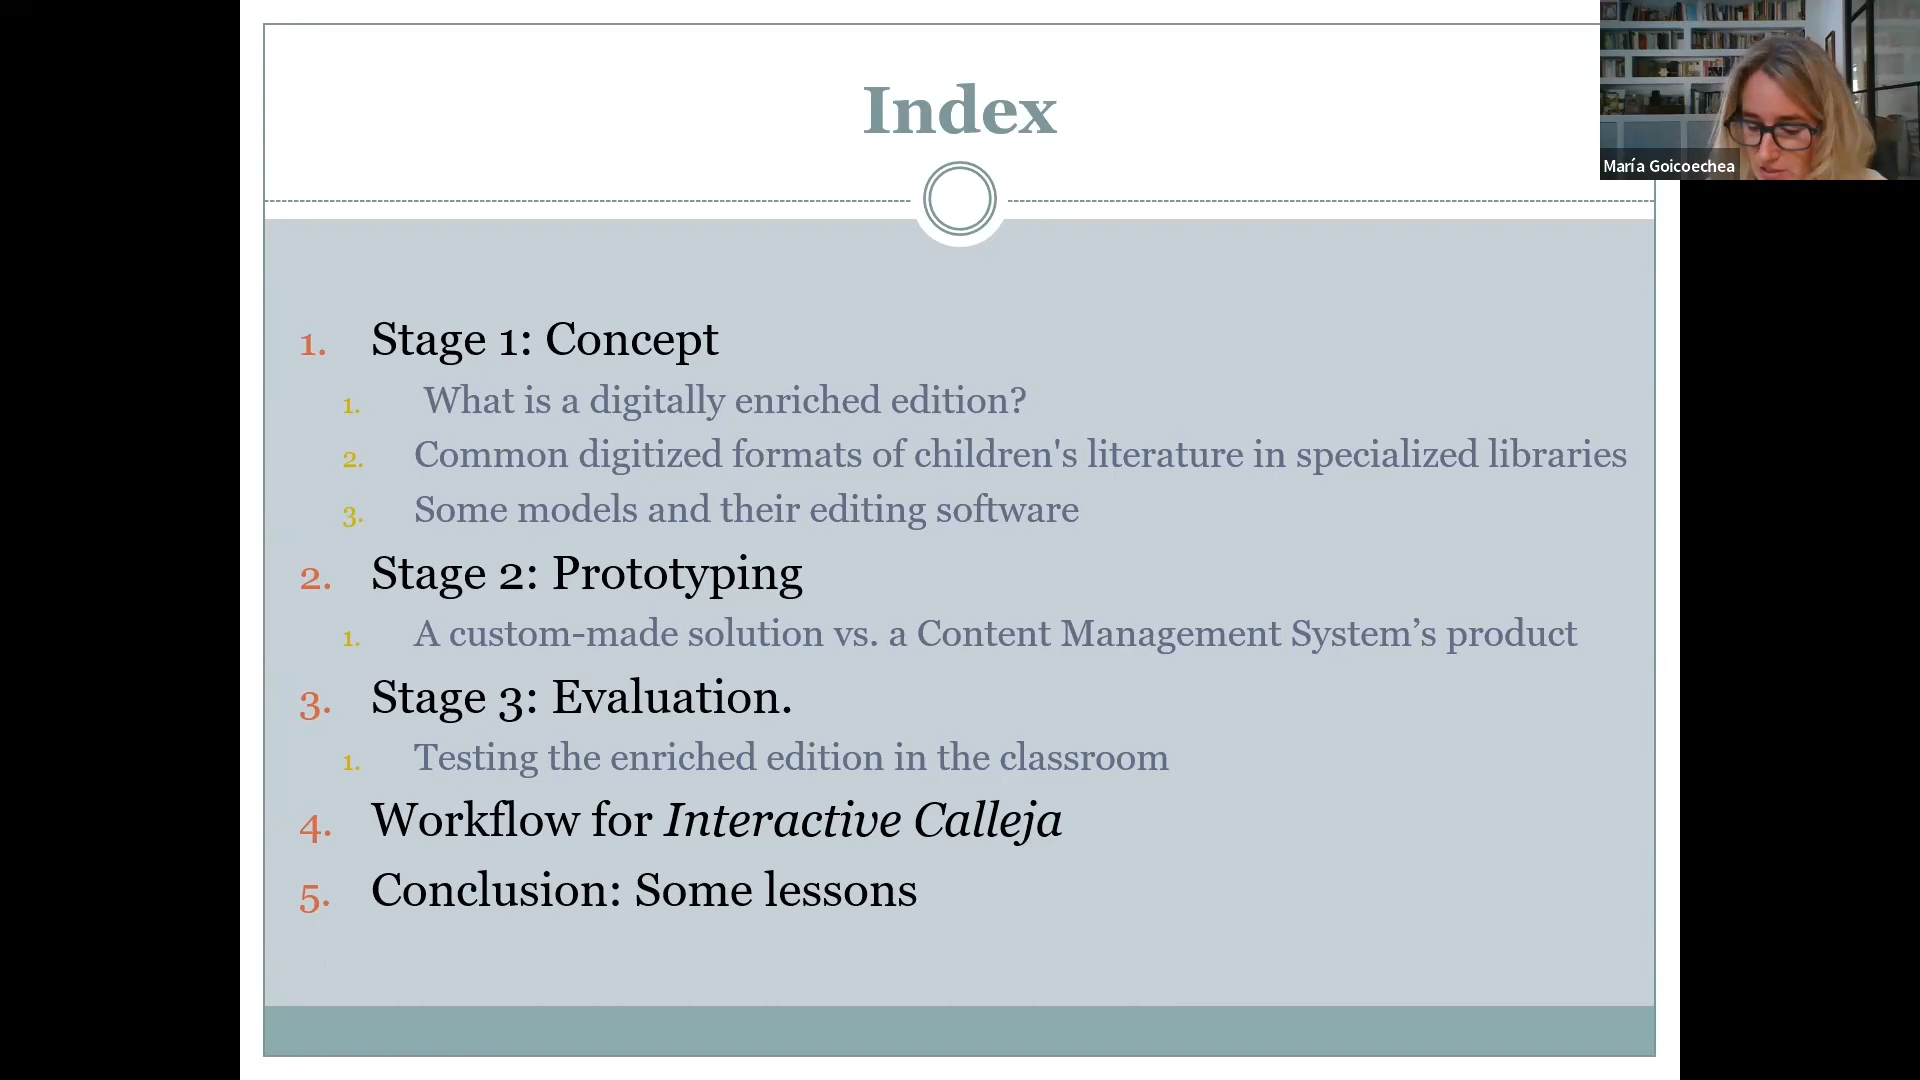 Index
María Goicoechea
1. Stage 1: Concept
1. What is a digitally enriched edition?
2. Common digitized formats of children's literature in specialized libraries
3. Some models and their editing software
2. Stage 2: Prototyping
1. A custom-made solution vs. a Content Management System’s product
3. Stage 3: Evaluation.
1. Testing the enriched edition in the classroom
4. Workflow for Interactive Calleja
5. Conclusion: Some lessons